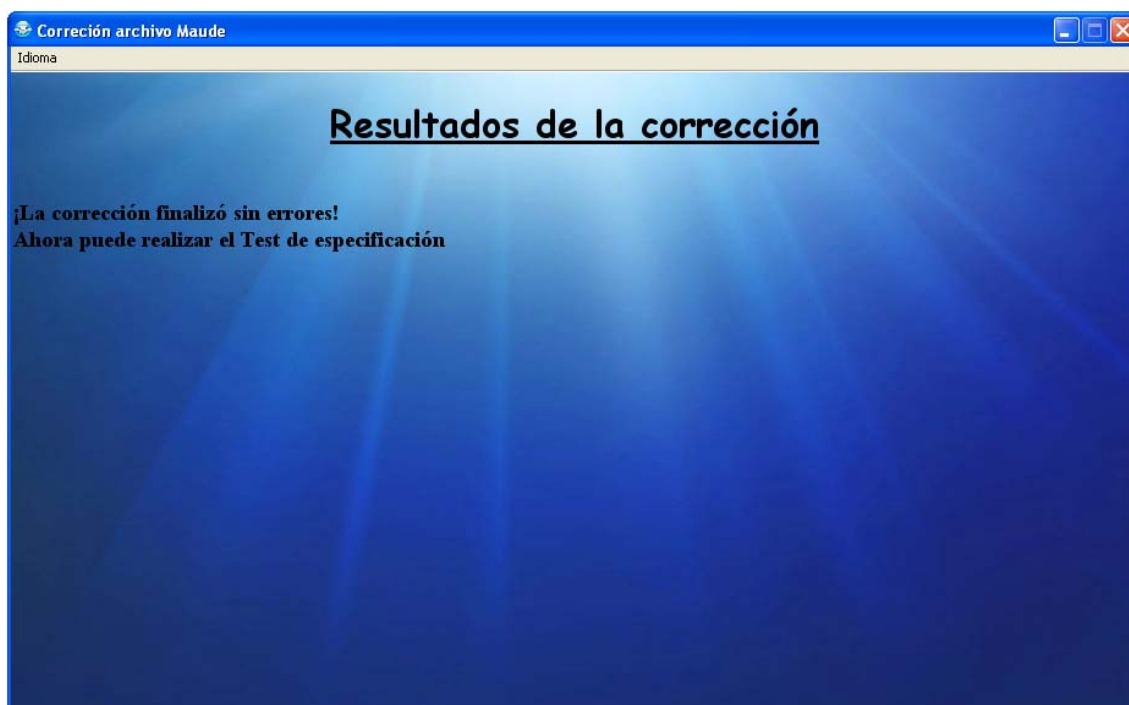 Correción archivo Maude
Idioma
Resultados de la corrección
¡La corrección finalizó sin errores!
Ahora puede realizar el Test de especificación